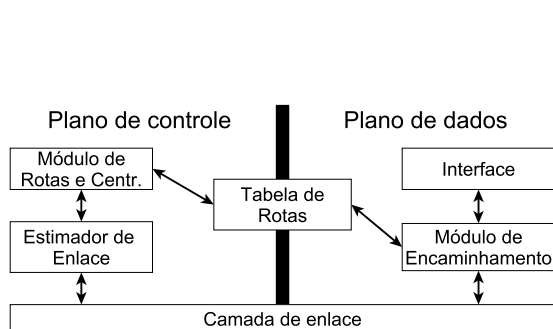 Plano de controle
Plano de dados
Módulo de
Rotas e Centr.
Interface
Tabela de
Rotas
Estimador de
Enlace
Módulo de
Encaminhamento
Camada de enlace